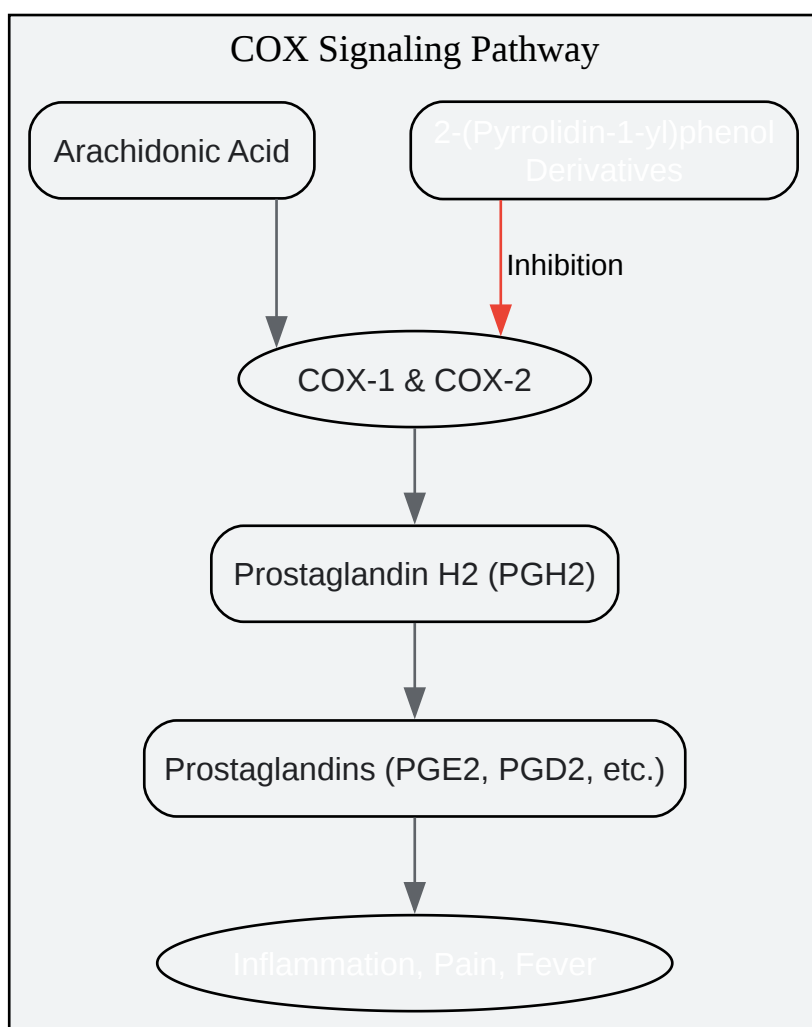 COX Signaling Pathway
Arachidonic Acid
2-(Pyrrolidin-1-yl)phenol
Derivatives
Inhibition
COX-1 & COX-2
Prostaglandin H2 (PGH2)
Prostaglandins (PGE2, PGD2, etc.)
Inflammation, Pain, Fever